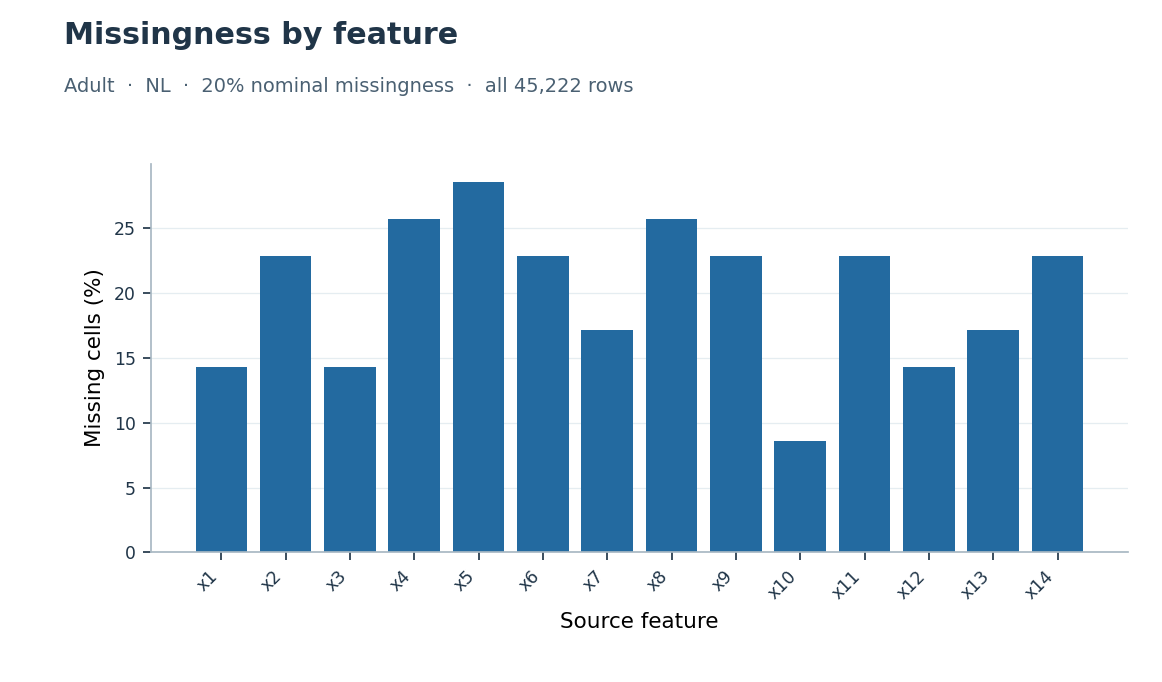 Missingness by feature
Adult · NL · 20% nominal missingness · all 45,222 rows
Missing cells (%)
25
20
15
10
5
0
x1 x2 x3 x4 x5 x6 x7 x8 x9 x10 x11 x12 x13 x14
Source feature